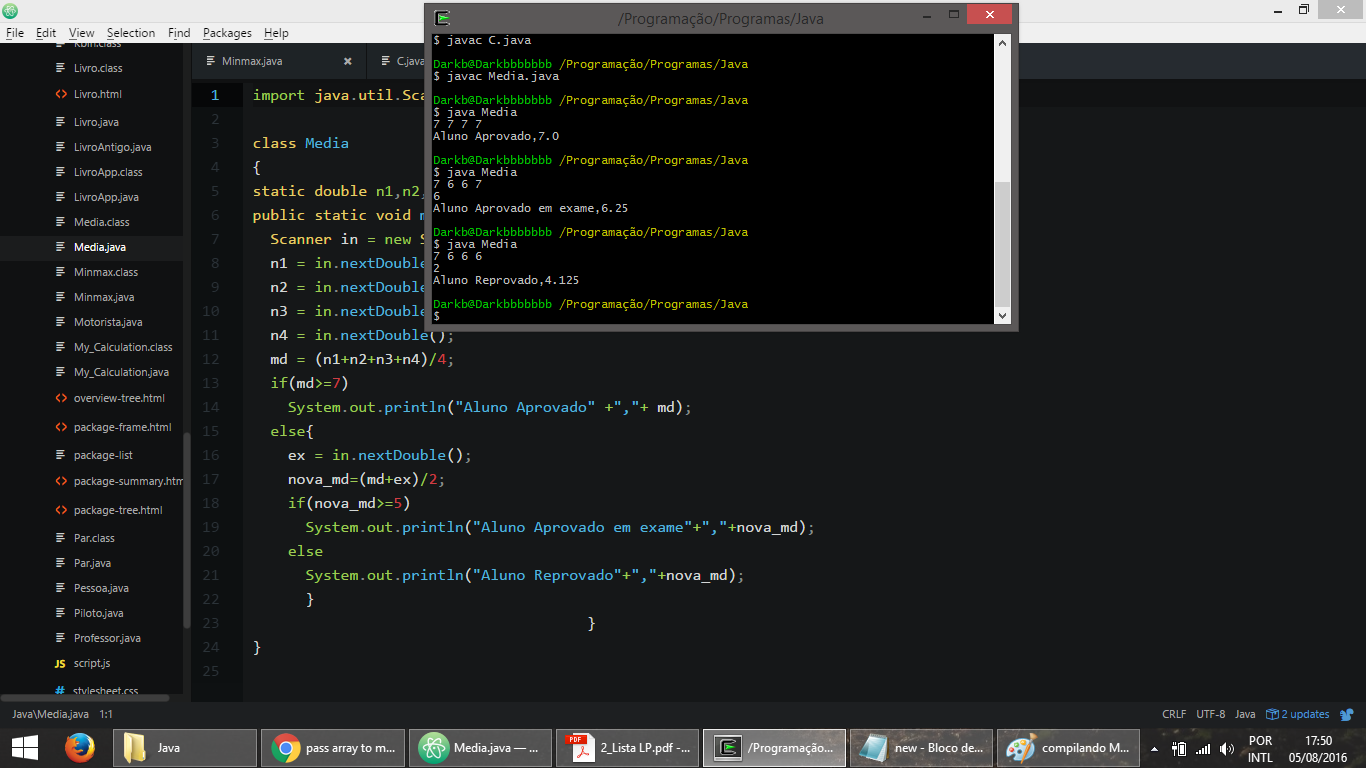 /Programação/Programas/Java
File Edit View Selection Find Packages Help
Livro.class
Livro.html
Livro.java
LivroAntigo.java
LivroApp.class
LivroApp.java
Media.class
Media.java
Minmax.class
Minmax.java
Motorista.java
My_Calculation.class
My_Calculation.java
overview-tree.html
package-frame.html
package-list
package-summary.htm
package-tree.html
Par.class
Par.java
Pessoa.java
Piloto.java
Professor.java
script.js
stylesheet.css
Minmax.java
C.java
1 import java.util.Sca
2
3 class Media
4 {
5 static double n1,n2,
6 public static void m
7 Scanner in = new S
8 n1 = in.nextDouble
9 n2 = in.nextDouble
10 n3 = in.nextDouble
11 n4 = in.nextDouble();
12 md = (n1+n2+n3+n4)/4;
13 if(md>=7)
14 System.out.println("Aluno Aprovado" +","+ md);
15 else{
16 ex = in.nextDouble();
17 nova_md=(md+ex)/2;
18 if(nova_md>=5)
19 System.out.println("Aluno Aprovado em exame"+","+nova_md);
20 else
21 System.out.println("Aluno Reprovado"+","+nova_md);
22 }
23 }
24 }
25
$ javac C.java
Darkb@Darkbbbbbbb /Programação/Programas/Java
$ javac Media.java
Darkb@Darkbbbbbbb /Programação/Programas/Java
$ java Media
7 7 7 7
Aluno Aprovado,7.0
Darkb@Darkbbbbbbb /Programação/Programas/Java
$ java Media
7 6 6 7
6
Aluno Aprovado em exame,6.25
Darkb@Darkbbbbbbb /Programação/Programas/Java
$ java Media
7 6 6 6
2
Aluno Reprovado,4.125
Darkb@Darkbbbbbbb /Programação/Programas/Java
$
Java\Media.java 1:1
CRLF UTF-8 Java 2 updates
Java
pass array to m...
Media.java — ...
PDF
2_Lista LP.pdf -...
/Programação...
new - Bloco de...
compilando M...
POR
INTL
17:50
05/08/2016